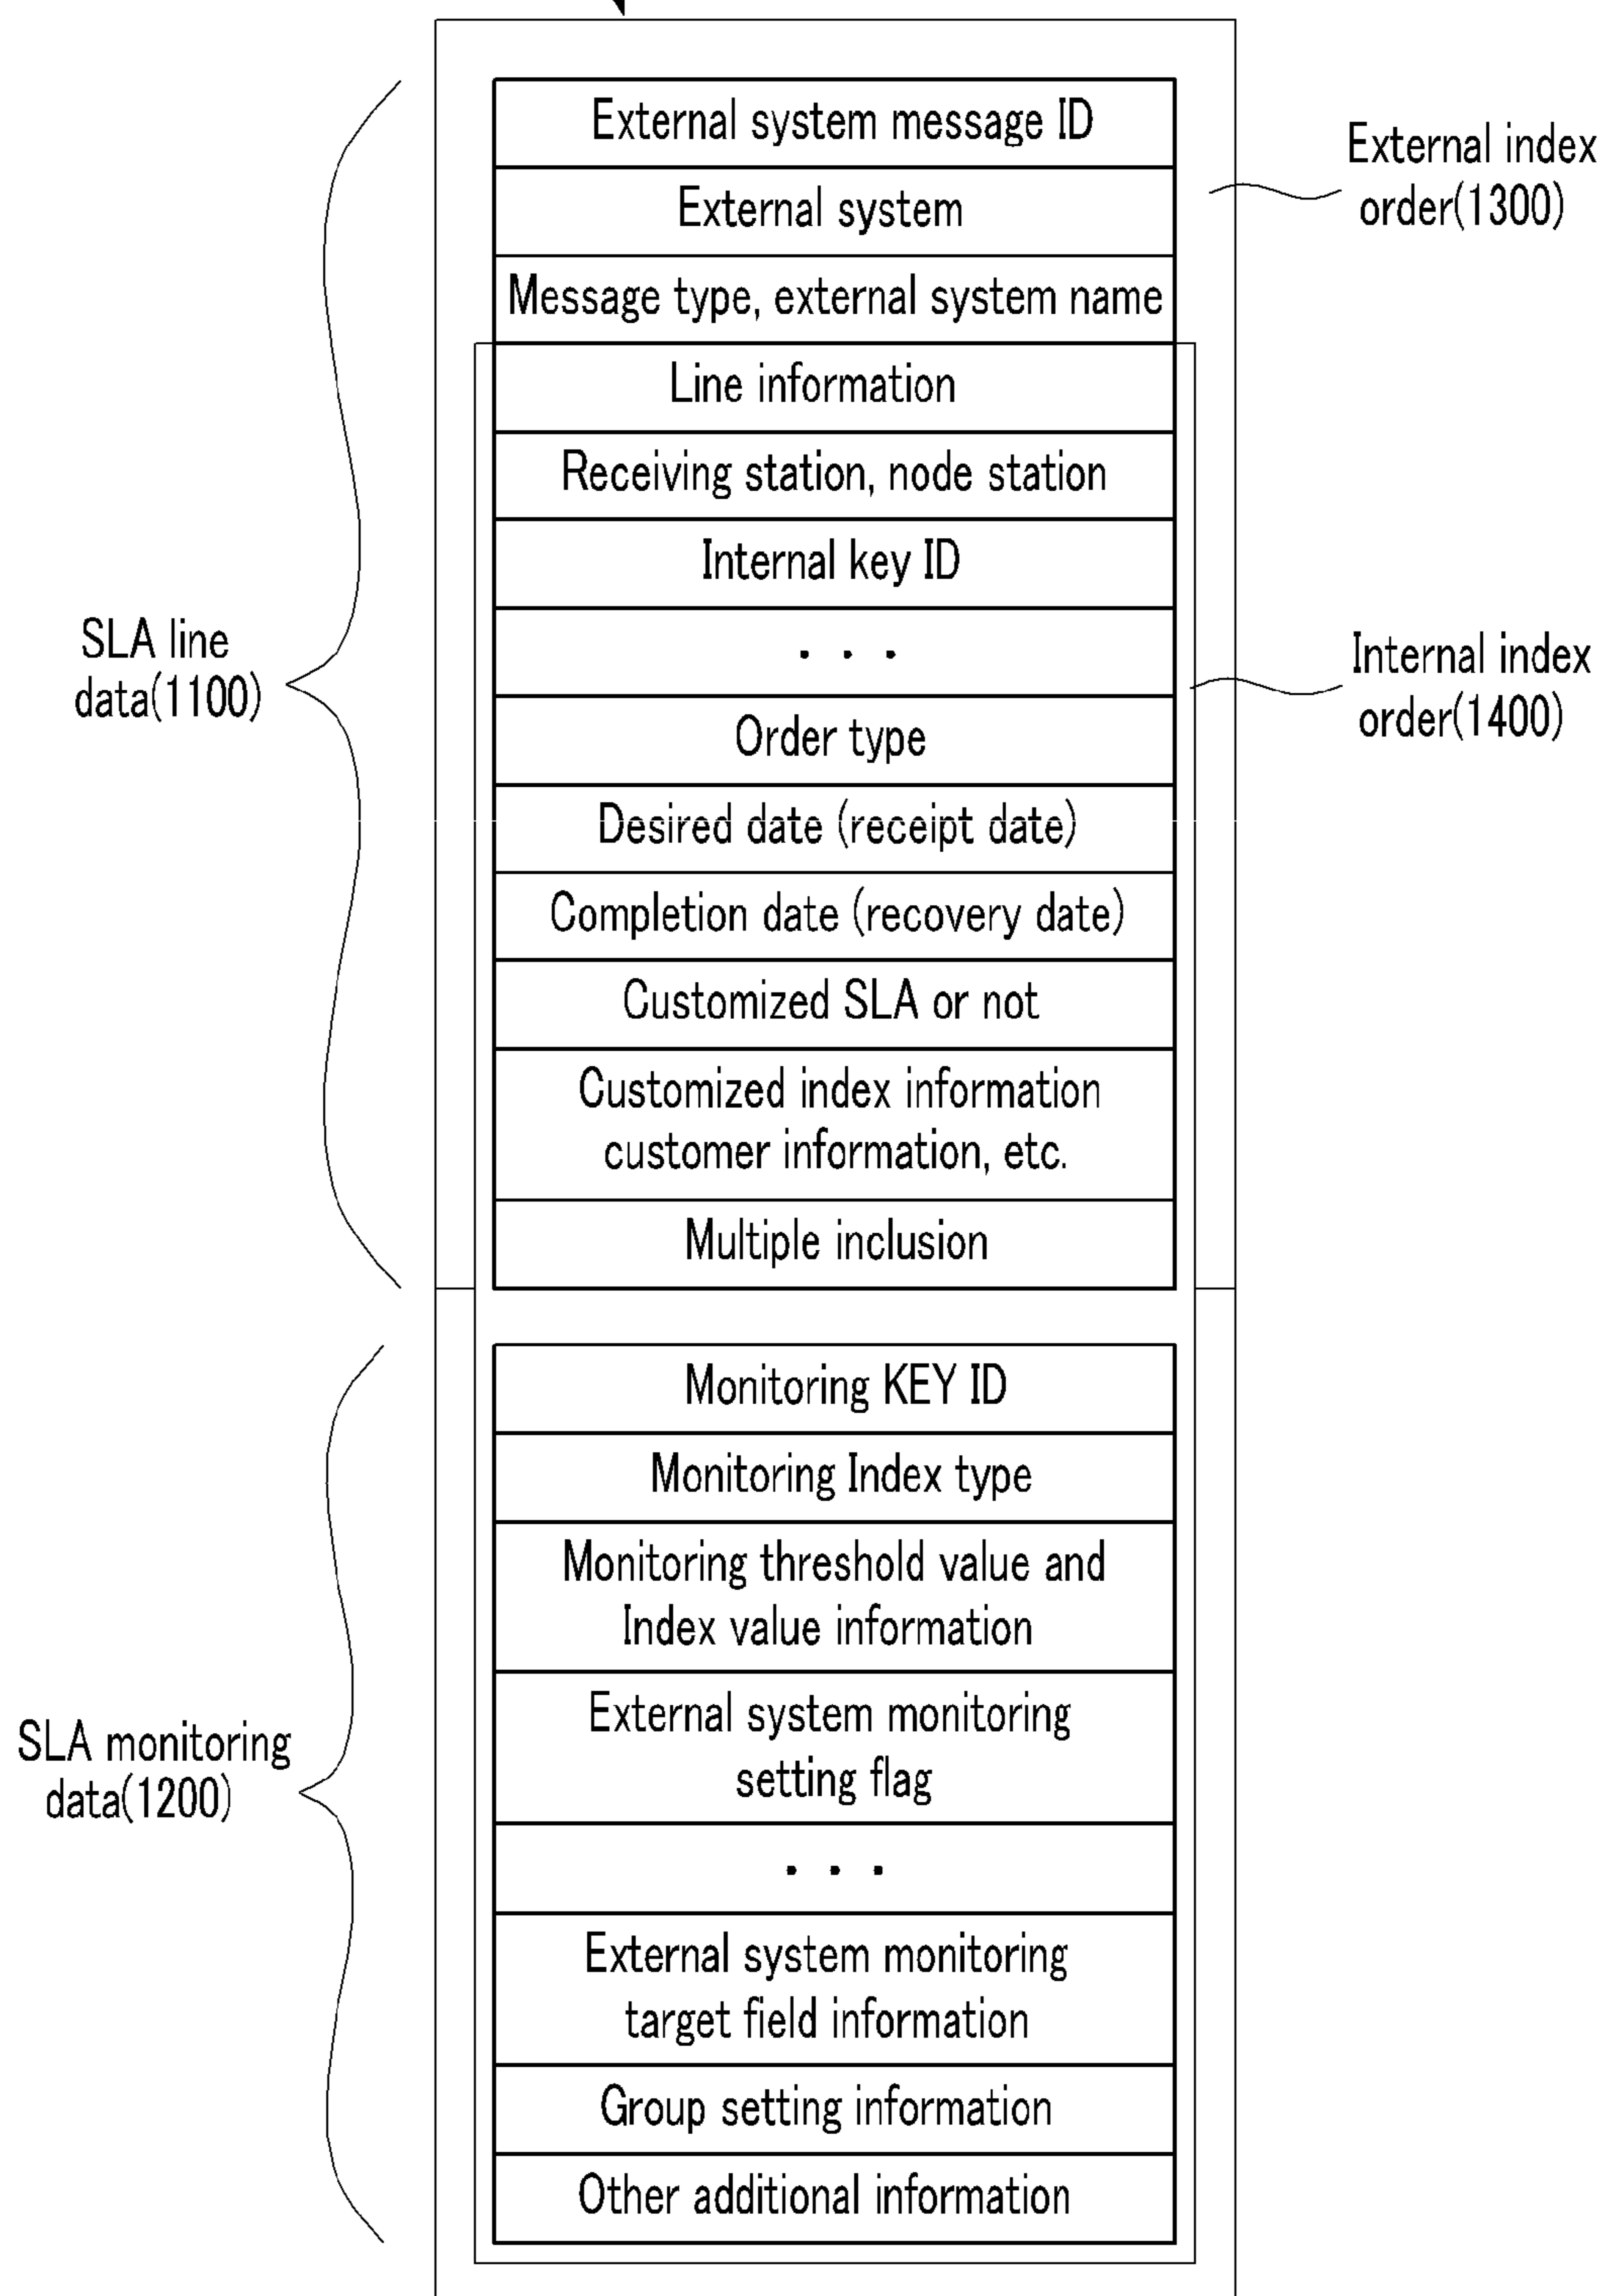 External system message ID
External system
Message type, external system name
Line information
Receiving station, node station
Internal key ID
. . .
Order type
Desired date (receipt date)
Completion date (recovery date)
Customized SLA or not
Customized index information
customer information, etc.
Multiple inclusion
Monitoring KEY ID
Monitoring Index type
Monitoring threshold value and
Index value information
External system monitoring
setting flag
. . .
External system monitoring
target field information
Group setting information
Other additional information
SLA line
data(1100)
SLA monitoring
data(1200)
External index
order(1300)
Internal index
order(1400)